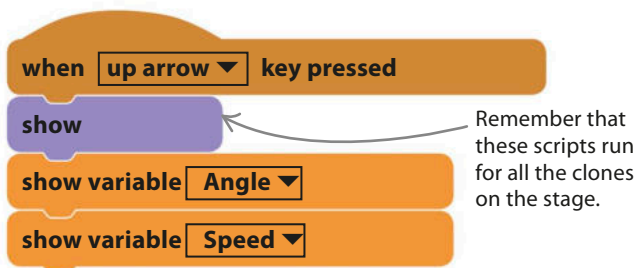 when up arrow key pressed
show
show variable Angle
show variable Speed
Remember that
these scripts run
for all the clones
on the stage.